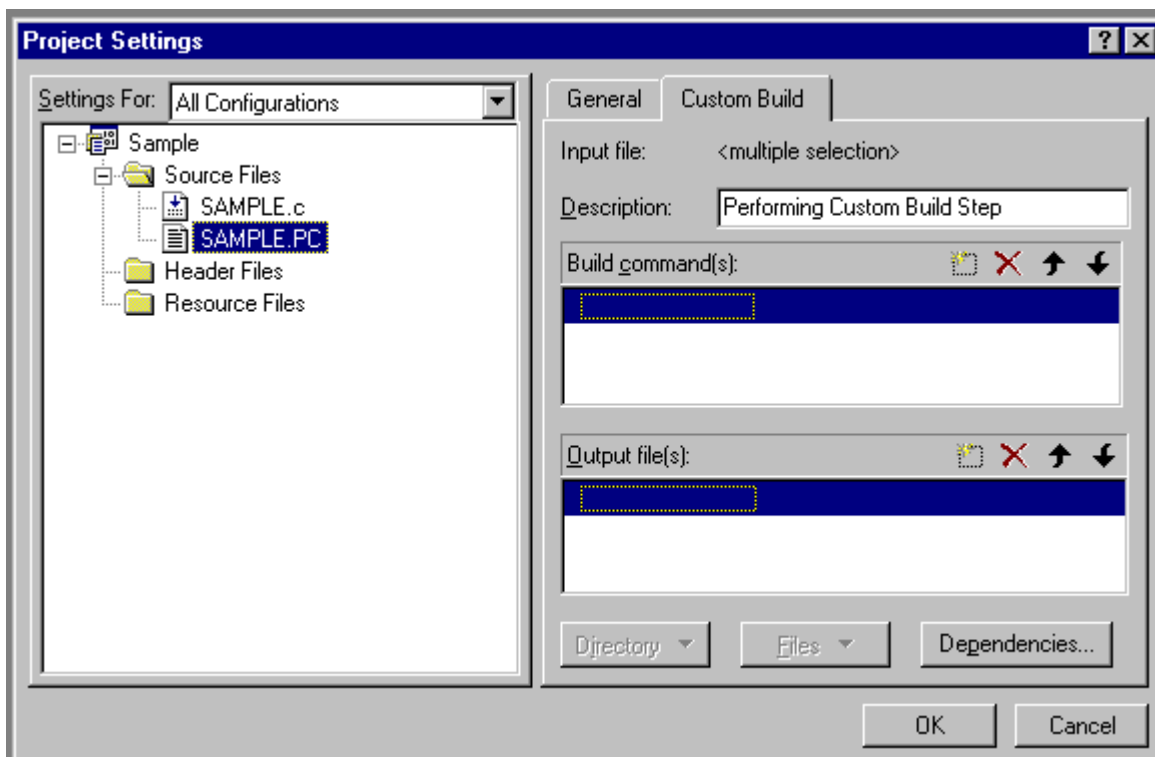 Project Settings
Settings For: All Configurations
Sample
Source Files
SAMPLE.c
SAMPLE.PC
Header Files
Resource Files
General Custom Build
Input file: <multiple selection>
Description: Performing Custom Build Step
Build command(s):
Output file(s):
Directory Files Dependencies...
OK Cancel